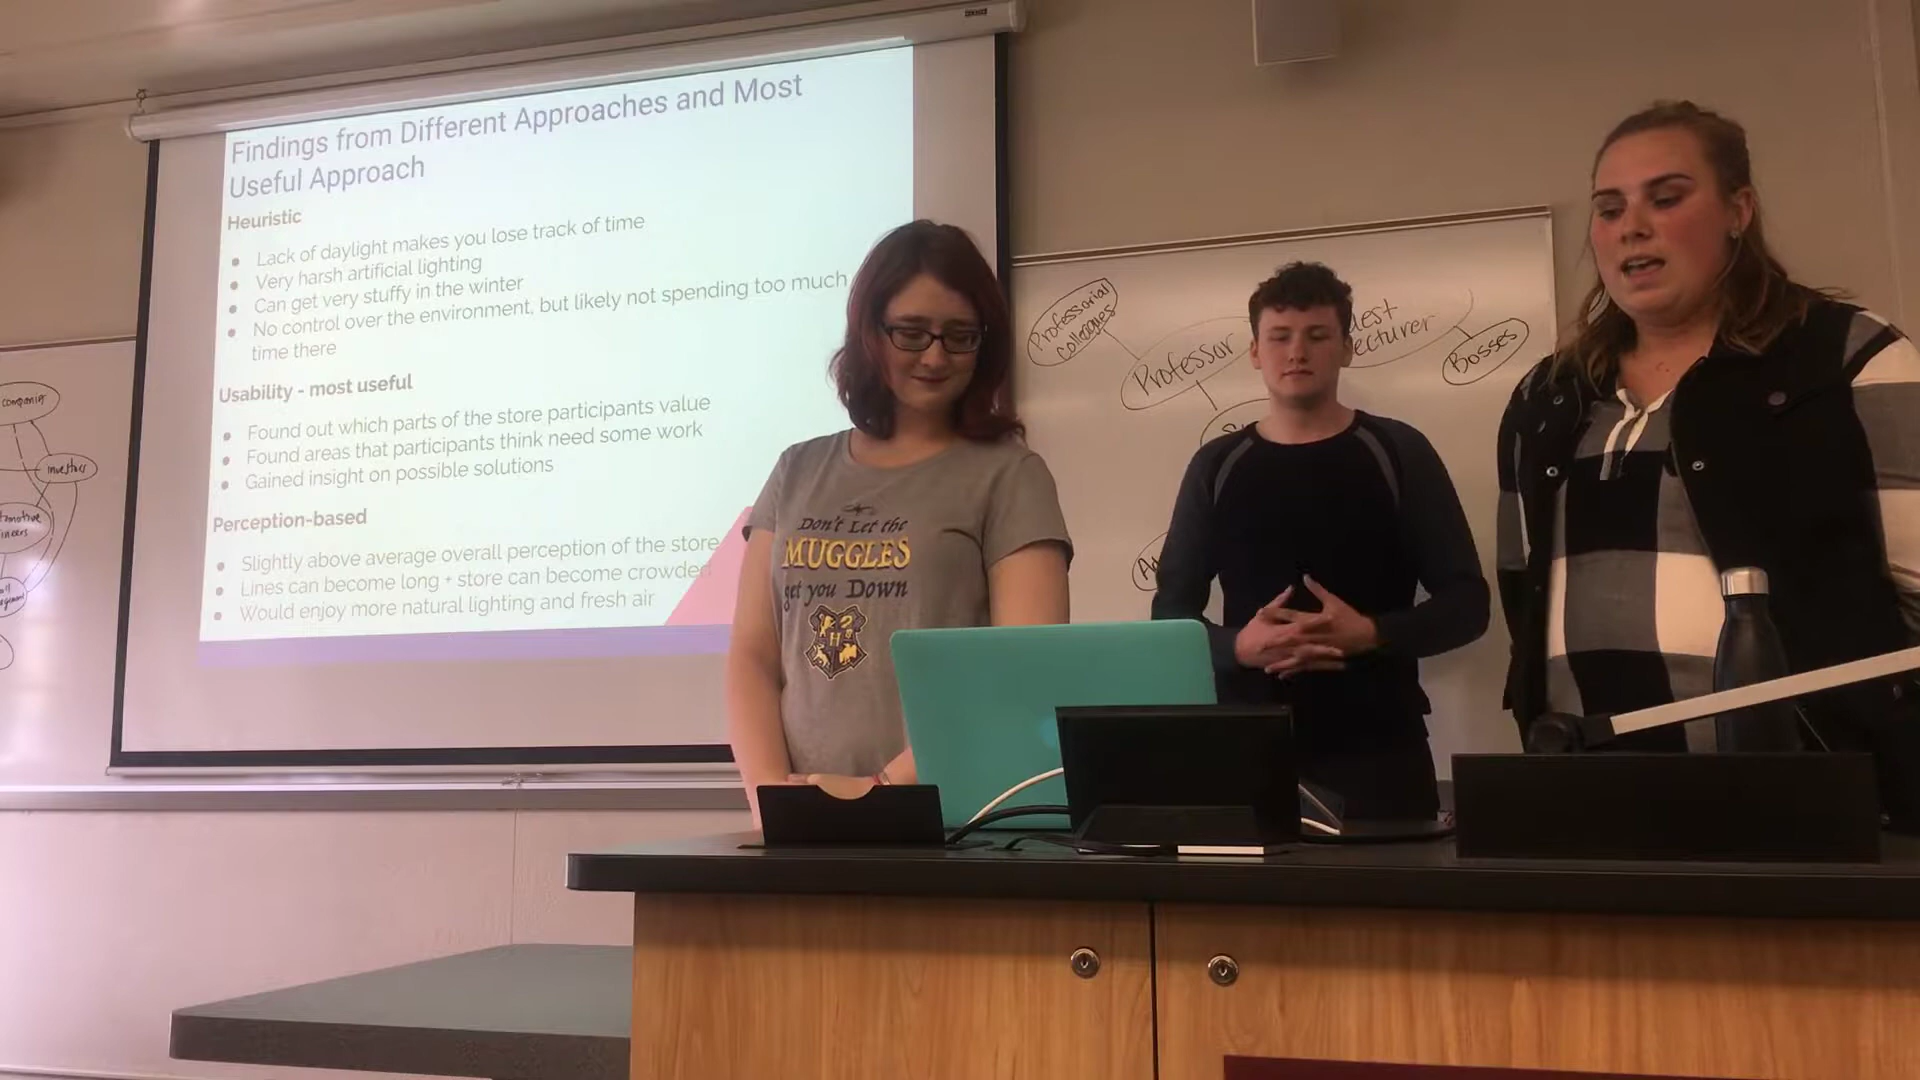 Findings from Different Approaches and Most
Useful Approach
Heuristic
Lack of daylight makes you lose track of time
Very harsh artificial lighting
Can get very stuffy in the winter
No control over the environment, but likely not spending too much
time there
Usability - most useful
Found out which parts of the store participants value
Found areas that participants think need some work
Gained insight on possible solutions
Perception-based
Slightly above average overall perception of the store
Lines can become long + store can become crowded
Would enjoy more natural lighting and fresh air
Don't Let the
MUGGLES
get you Down
H
Professorial
Colleagues
Professor
Bosses
companies
investors